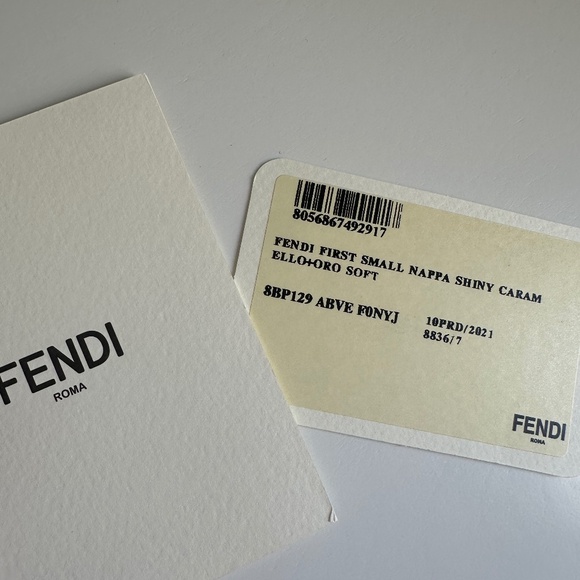 FENDI
ROMA
8056867492917
FENDI FIRST SMALL NAPPA SHINY CARAM
ELLO+ORO SOFT
8BP129 ABVE F0NYJ
10PRD/2021
8836/7
FENDI
ROMA